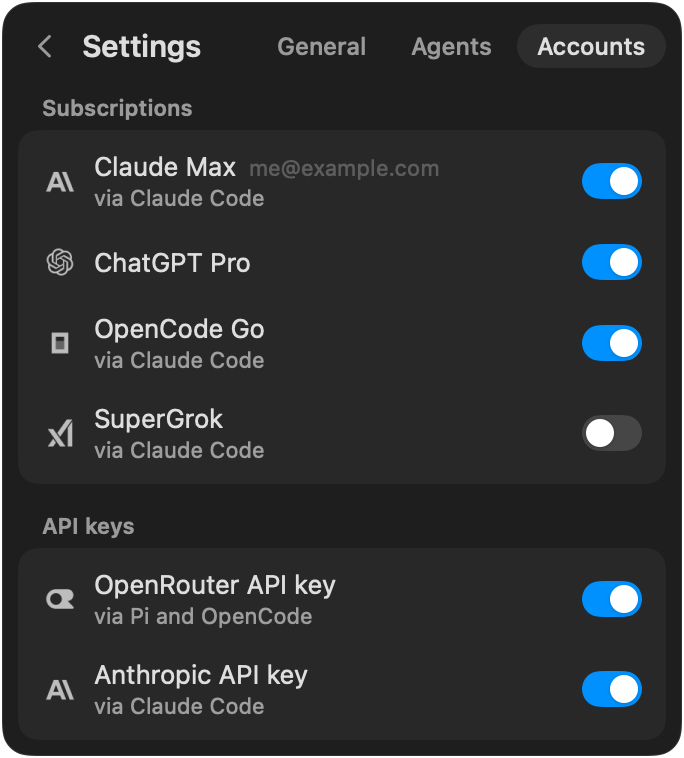 Settings General Agents Accounts
Subscriptions
Claude Max me@example.com
via Claude Code
ChatGPT Pro
OpenCode Go
via Claude Code
SuperGrok
via Claude Code
API keys
OpenRouter API key
via Pi and OpenCode
Anthropic API key
via Claude Code